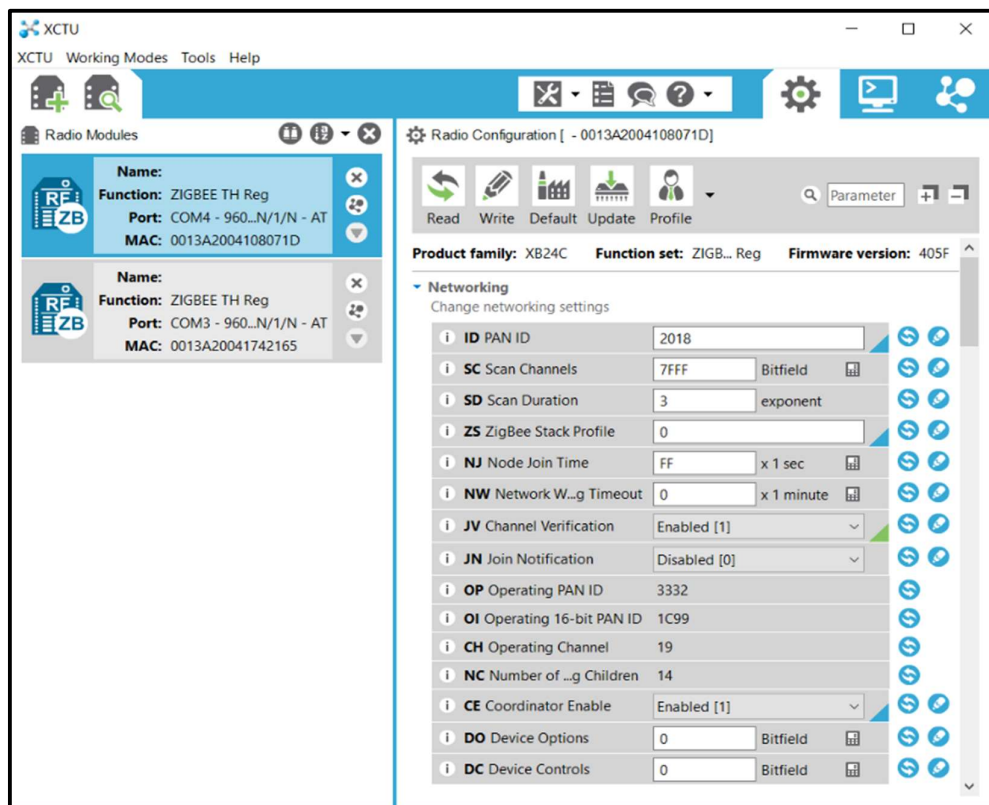 XCTU
XCTU Working Modes Tools Help
Radio Modules
Name:
Function: ZIGBEE TH Reg
Port: COM4 - 960...N/1/N - AT
MAC: 0013A2004108071D
Name:
Function: ZIGBEE TH Reg
Port: COM3 - 960...N/1/N - AT
MAC: 0013A20041742165
Radio Configuration [ - 0013A2004108071D]
Read Write Default Update Profile
Parameter
Product family: XB24C Function set: ZIGB... Reg Firmware version: 405F
Networking
Change networking settings
i ID PAN ID 2018
i SC Scan Channels 7FFF Bitfield
i SD Scan Duration 3 exponent
i ZS ZigBee Stack Profile 0
i NJ Node Join Time FF x 1 sec
i NW Network W...g Timeout 0 x 1 minute
i JV Channel Verification Enabled [1]
i JN Join Notification Disabled [0]
i OP Operating PAN ID 3332
i OI Operating 16-bit PAN ID 1C99
i CH Operating Channel 19
i NC Number of ...g Children 14
i CE Coordinator Enable Enabled [1]
i DO Device Options 0 Bitfield
i DC Device Controls 0 Bitfield